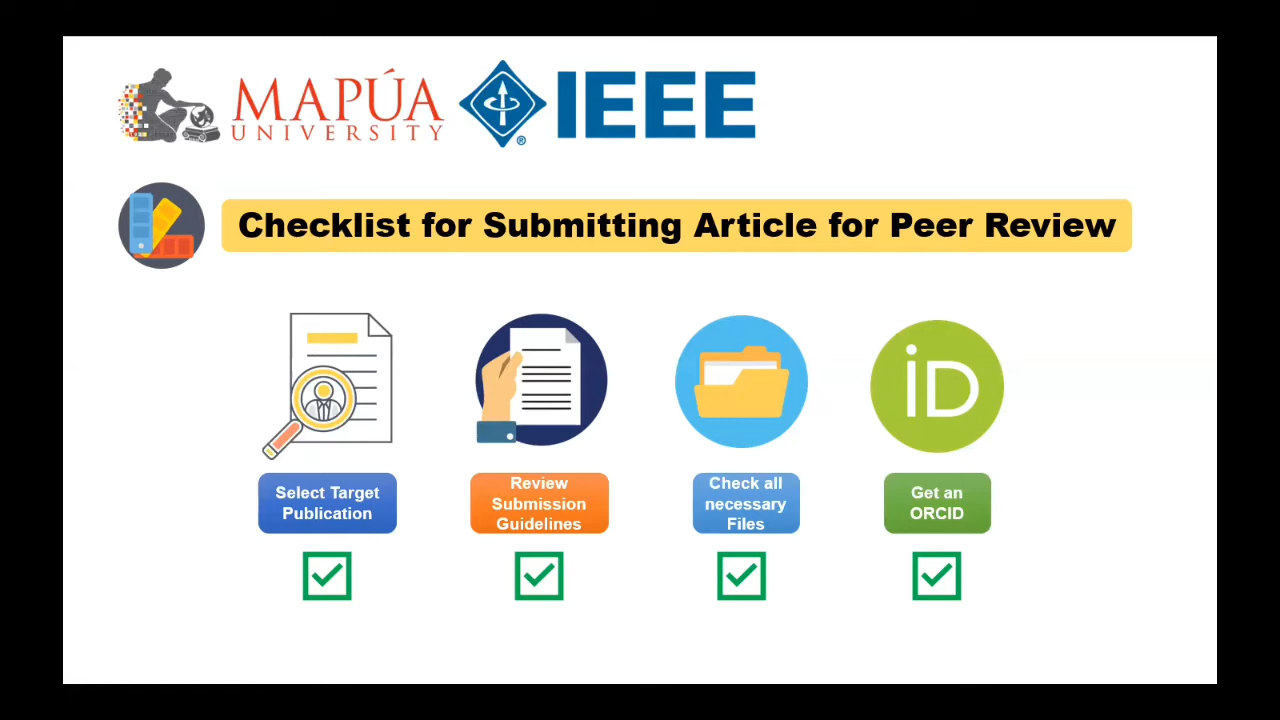 MAPÚA
UNIVERSITY
IEEE
®
Checklist for Submitting Article for Peer Review
iD
Select Target
Publication
Review
Submission
Guidelines
Check all
necessary
Files
Get an
ORCID